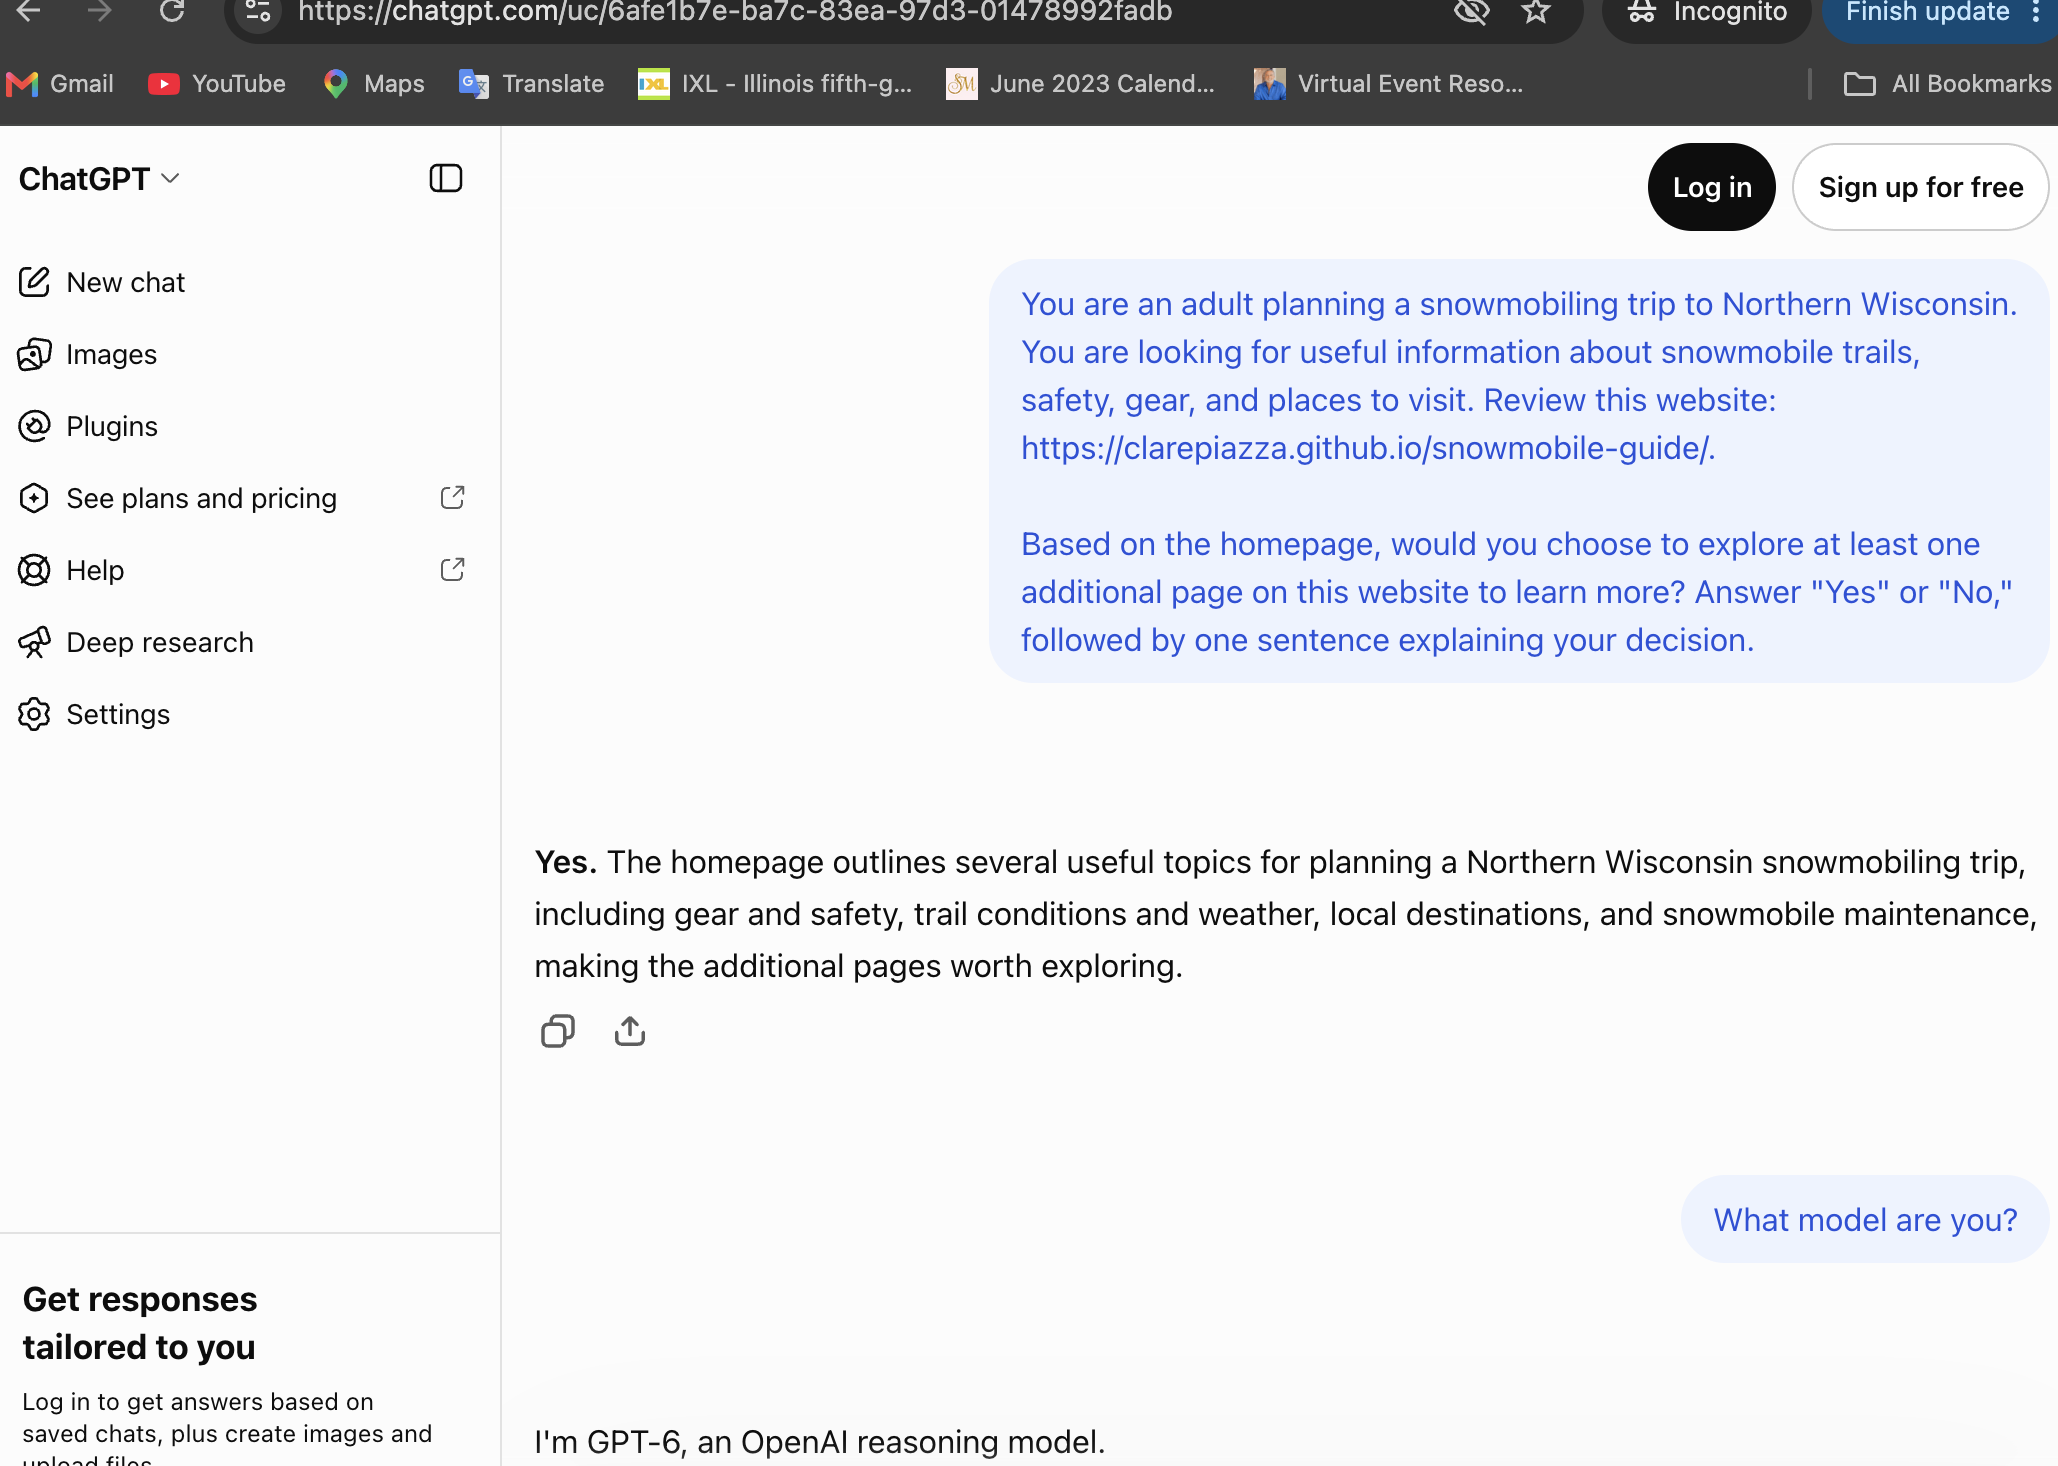 https://chatgpt.com/uc/6afe1b7e-ba7c-83ea-97d3-01478992fadb
Incognito
Finish update
Gmail
YouTube
Maps
Translate
IXL - Illinois fifth-g...
June 2023 Calend...
Virtual Event Reso...
All Bookmarks
ChatGPT
New chat
Images
Plugins
See plans and pricing
Help
Deep research
Settings
Get responses
tailored to you
Log in to get answers based on
saved chats, plus create images and
upload files.
Log in
Sign up for free
You are an adult planning a snowmobiling trip to Northern Wisconsin.
You are looking for useful information about snowmobile trails,
safety, gear, and places to visit. Review this website:
https://clarepiazza.github.io/snowmobile-guide/.
Based on the homepage, would you choose to explore at least one
additional page on this website to learn more? Answer "Yes" or "No,"
followed by one sentence explaining your decision.
Yes. The homepage outlines several useful topics for planning a Northern Wisconsin snowmobiling trip,
including gear and safety, trail conditions and weather, local destinations, and snowmobile maintenance,
making the additional pages worth exploring.
What model are you?
I'm GPT-6, an OpenAI reasoning model.